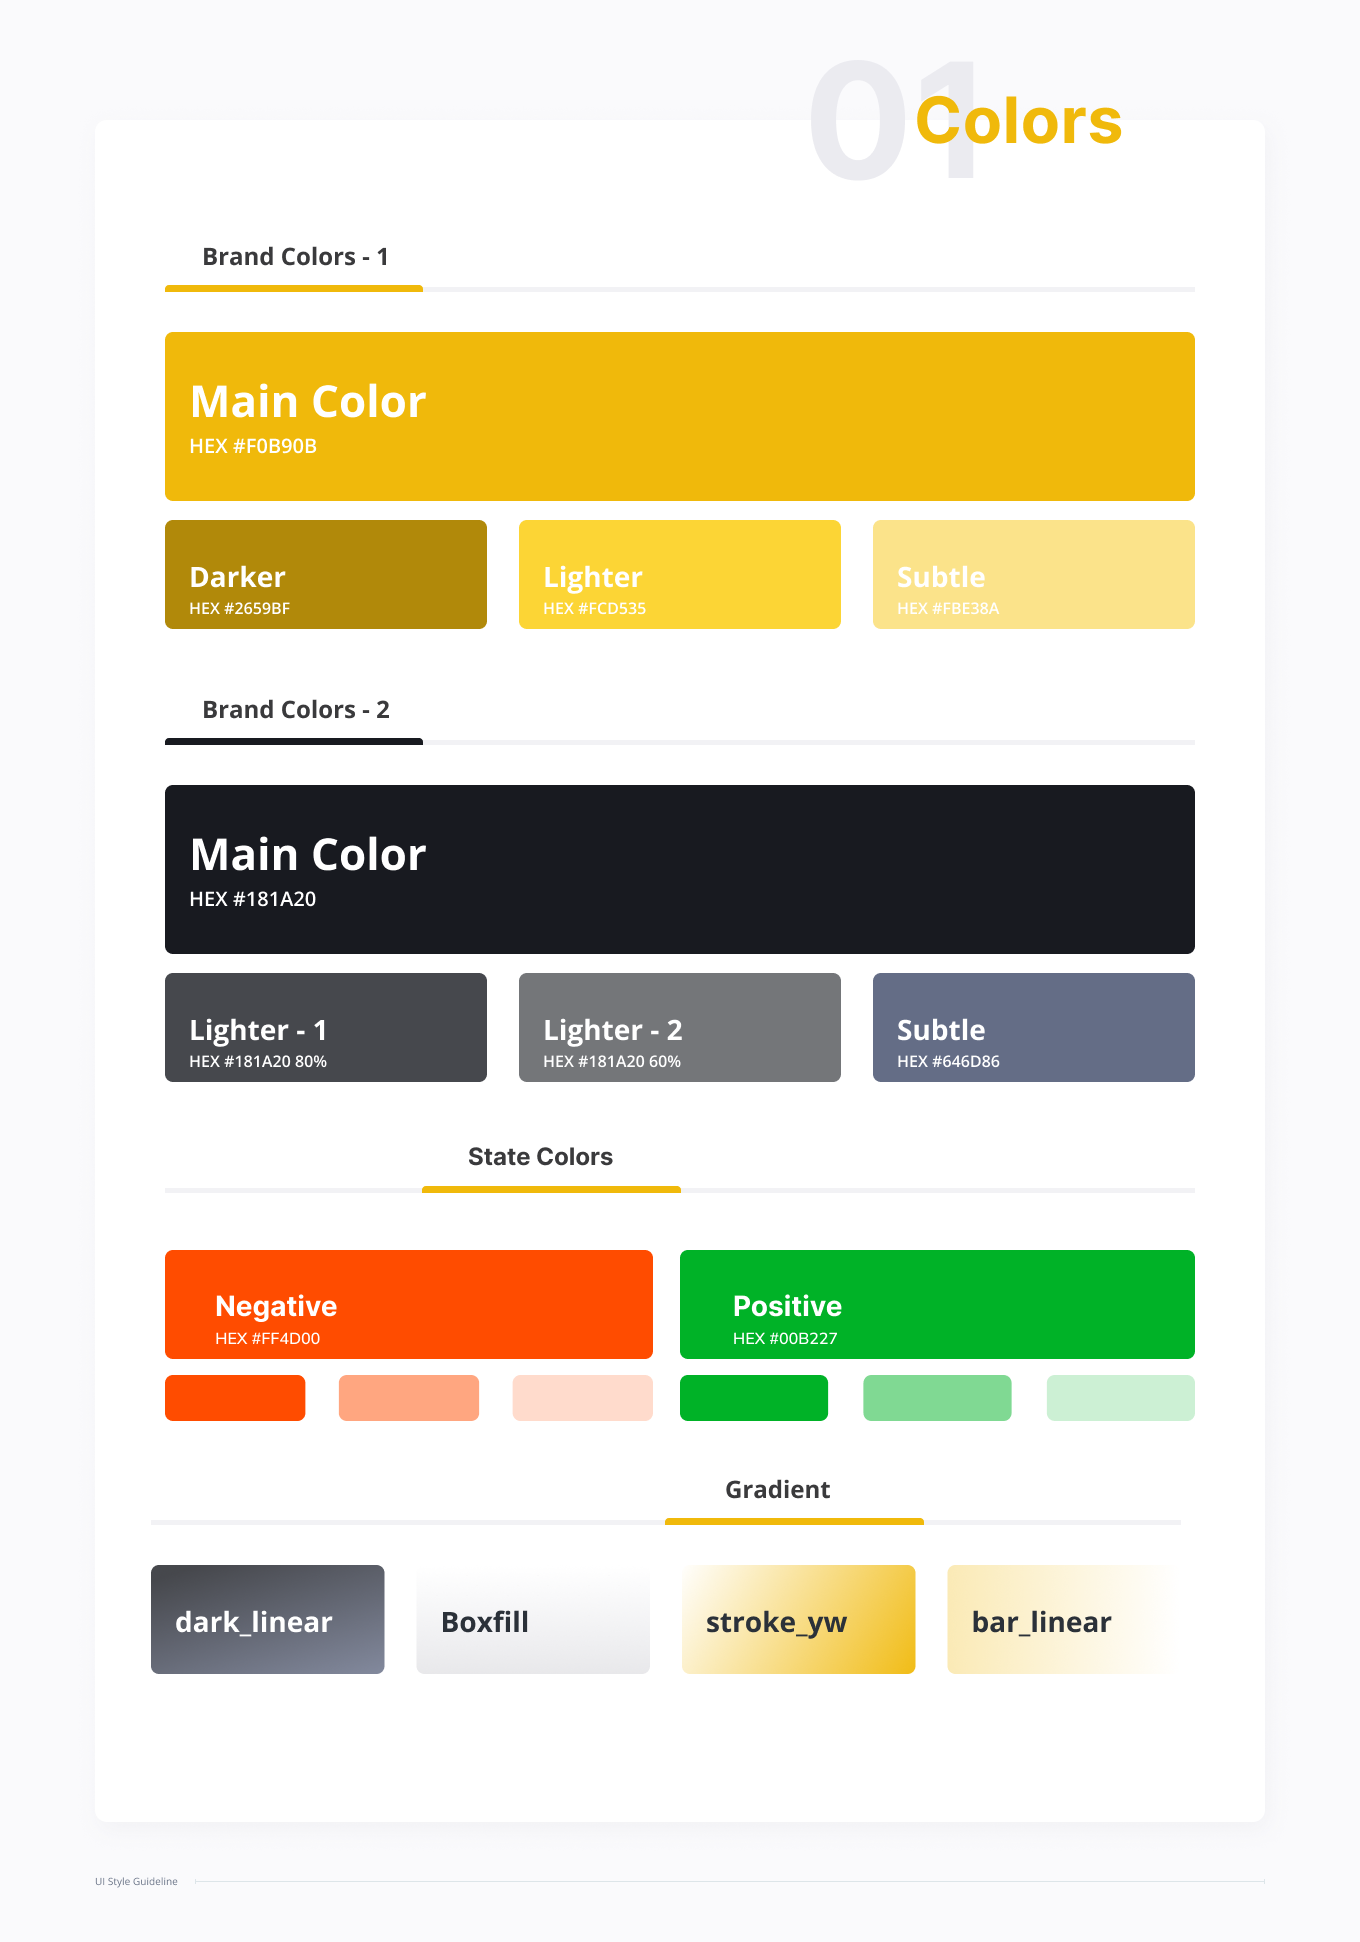 01
Colors
Brand Colors - 1
Main Color
HEX #F0B90B
Darker
HEX #2659BF
Lighter
HEX #FCD535
Subtle
HEX #FBE38A
Brand Colors - 2
Main Color
HEX #181A20
Lighter - 1
HEX #181A20 80%
Lighter - 2
HEX #181A20 60%
Subtle
HEX #646D86
State Colors
Negative
HEX #FF4D00
Positive
HEX #00B227
Gradient
dark_linear
Boxfill
stroke_yw
bar_linear
UI Style Guideline